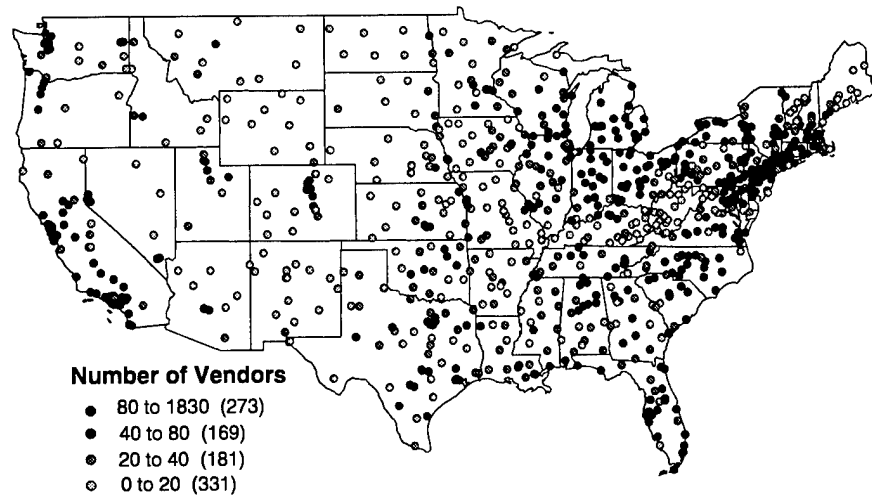 Number of Vendors
80 to 1830 (273)
40 to 80 (169)
20 to 40 (181)
0 to 20 (331)